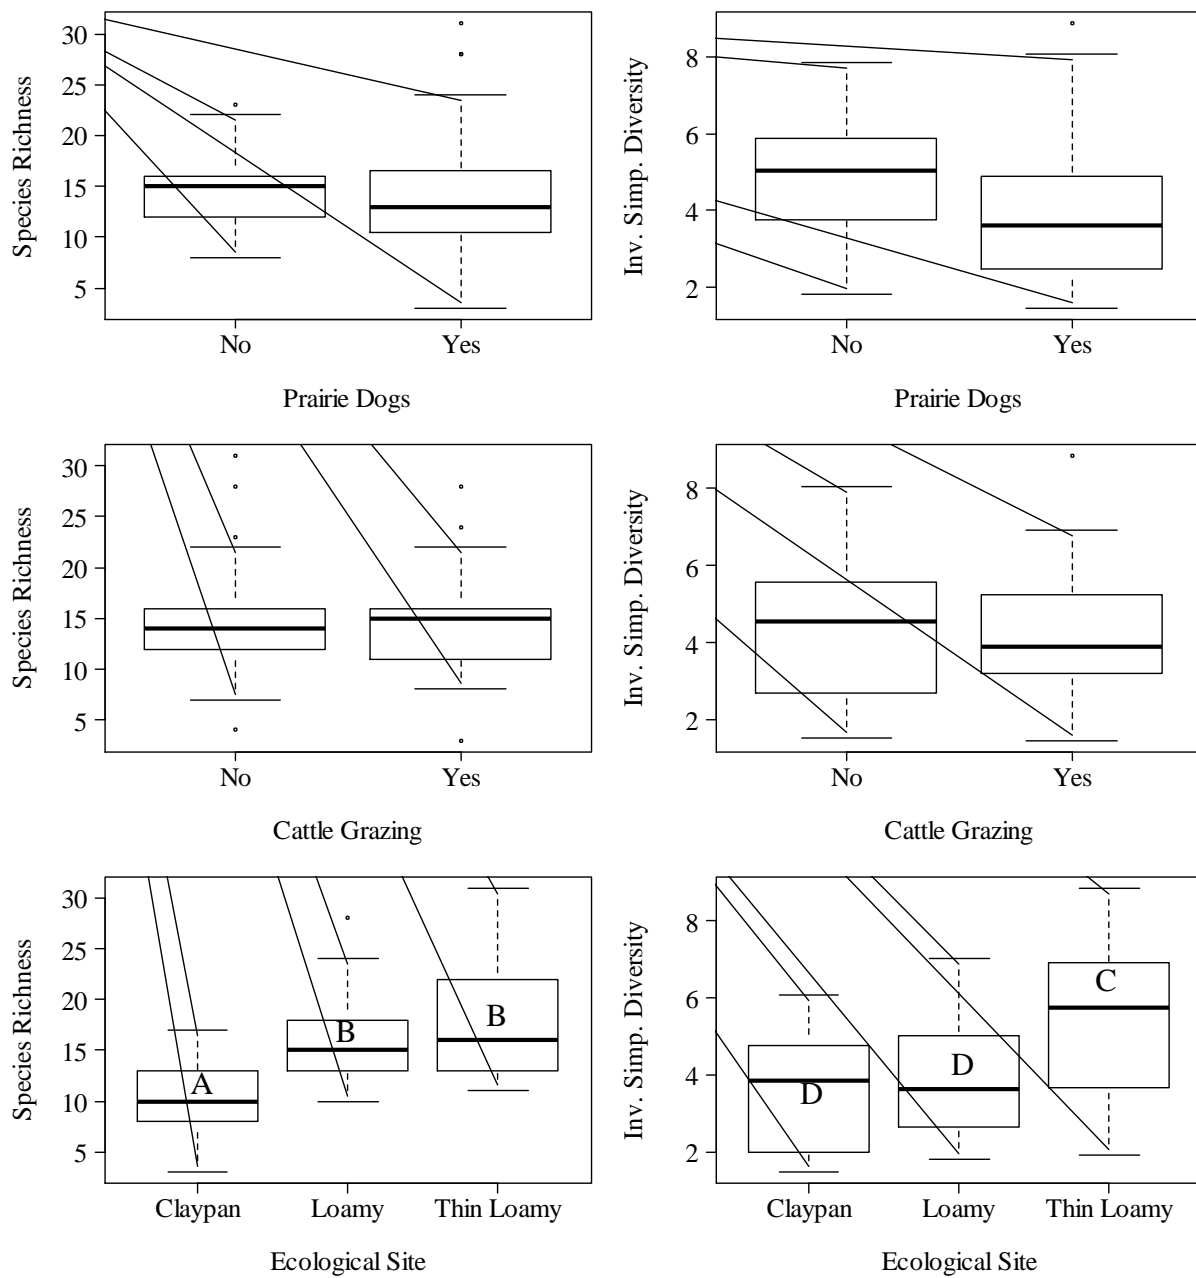 Species Richness
30
25
20
15
10
5
No Yes
Prairie Dogs
Inv. Simp. Diversity
8
6
4
2
No Yes
Prairie Dogs
Species Richness
30
25
20
15
10
5
No Yes
Cattle Grazing
Inv. Simp. Diversity
8
6
4
2
No Yes
Cattle Grazing
Species Richness
30
25
20
15
10
5
A B B
Claypan Loamy Thin Loamy
Ecological Site
Inv. Simp. Diversity
8
6
4
2
D D C
Claypan Loamy Thin Loamy
Ecological Site